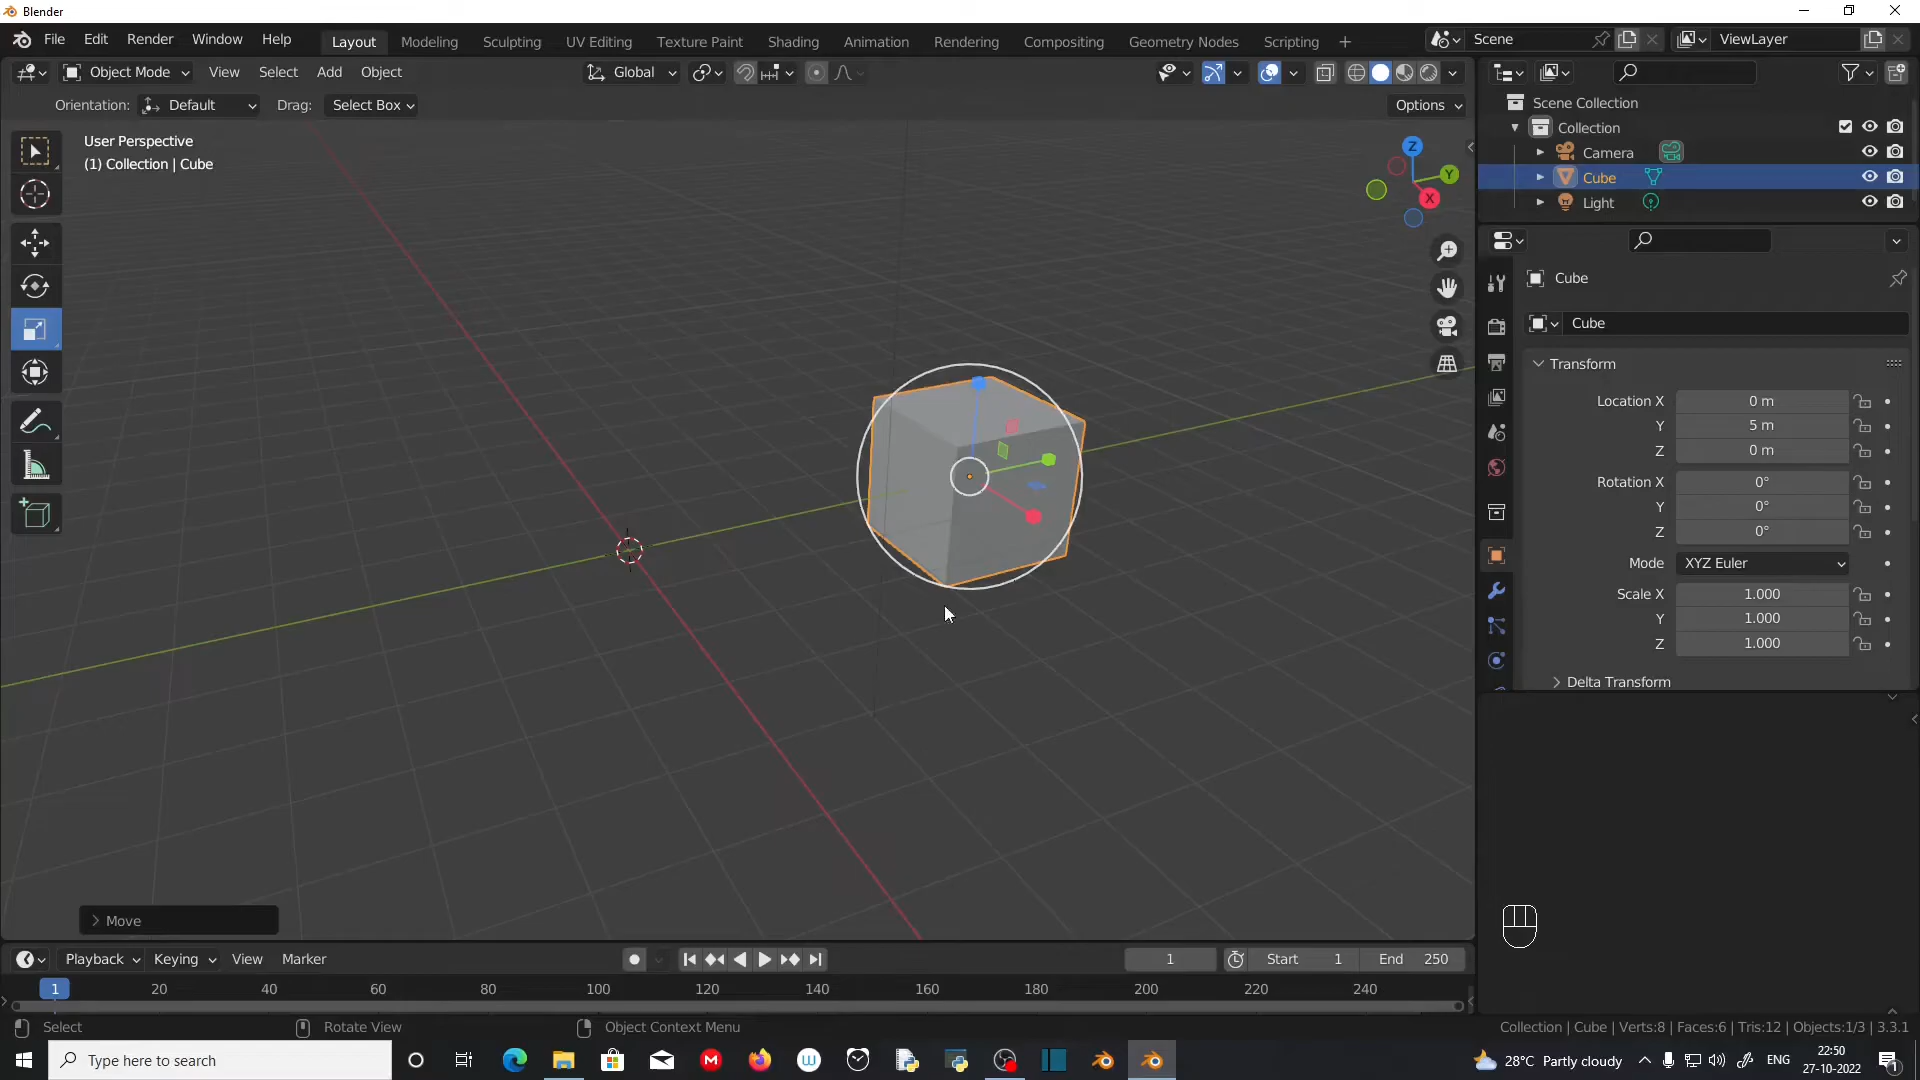 Blender
File Edit Render Window Help Layout Modeling Sculpting UV Editing Texture Paint Shading Animation Rendering Compositing Geometry Nodes Scripting + Scene ViewLayer
Object Mode View Select Add Object Global
Orientation: Default Drag: Select Box Options
User Perspective
(1) Collection | Cube
Z
Y
X
Scene Collection
Collection
Camera
Cube
Light
Cube
Cube
Transform
Location X 0 m
Y 5 m
Z 0 m
Rotation X 0°
Y 0°
Z 0°
Mode XYZ Euler
Scale X 1.000
Y 1.000
Z 1.000
Delta Transform
Move
Playback Keying View Marker 1 Start 1 End 250
1 20 40 60 80 100 120 140 160 180 200 220 240
Select Rotate View Object Context Menu Collection | Cube | Verts:8 | Faces:6 | Tris:12 | Objects:1/3 | 3.3.1
Type here to search 28°C Partly cloudy ENG 22:50
27-10-2022 1